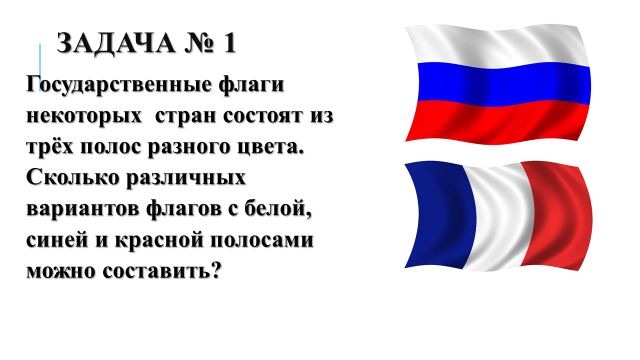 ЗАДАЧА № 1
Государственные флаги
некоторых стран состоят из
трёх полос разного цвета.
Сколько различных
вариантов флагов с белой,
синей и красной полосами
можно составить?